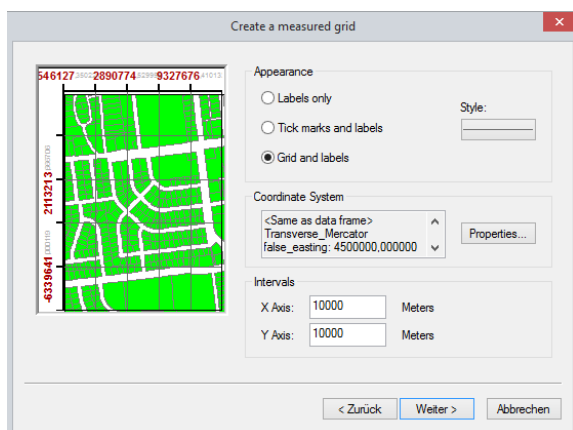 Create a measured grid
546127 2890774 9327676
2113213
-6339641
Appearance
Labels only
Tick marks and labels
Grid and labels
Style:
Coordinate System
<Same as data frame>
Transverse_Mercator
false_easting: 4500000,000000
Properties...
Intervals
X Axis: 10000 Meters
Y Axis: 10000 Meters
< Zurück
Weiter >
Abbrechen